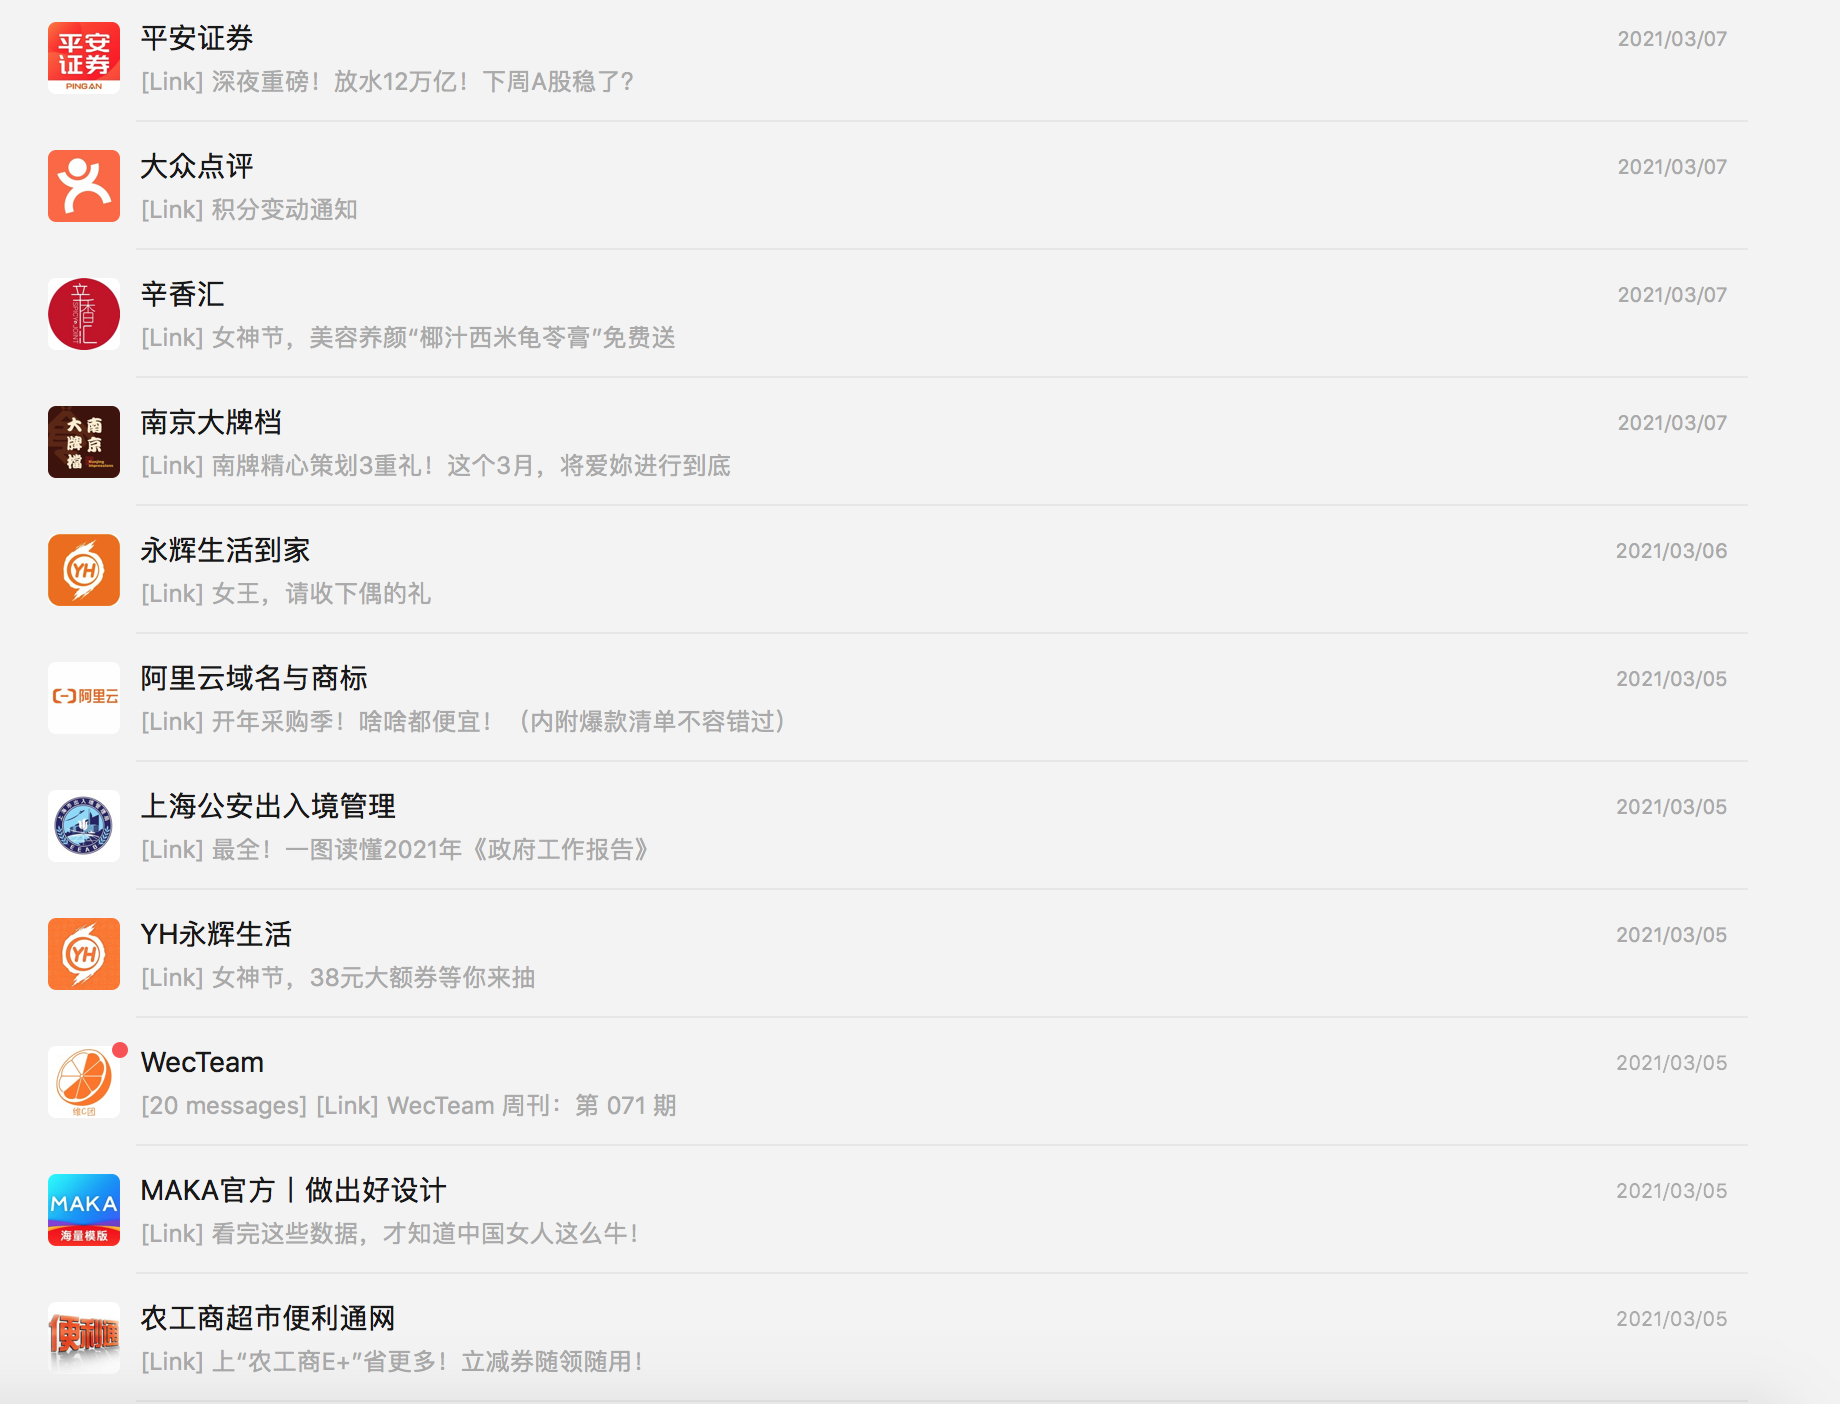 平安
证券
PINGAN
平安证券
2021/03/07
[Link] 深夜重磅！放水12万亿！下周A股稳了？
大众点评
2021/03/07
[Link] 积分变动通知
辛香汇
辛香汇
2021/03/07
[Link] 女神节，美容养颜“椰汁西米龟苓膏”免费送
南京
大牌檔
南京大牌档
2021/03/07
[Link] 南牌精心策划3重礼！这个3月，将爱妳进行到底
YH
永辉生活到家
2021/03/06
[Link] 女王，请收下偶的礼
阿里云
阿里云域名与商标
2021/03/05
[Link] 开年采购季！啥啥都便宜！（内附爆款清单不容错过）
上海公安出入境管理
2021/03/05
[Link] 最全！一图读懂2021年《政府工作报告》
YH
YH永辉生活
2021/03/05
[Link] 女神节，38元大额券等你来抽
维C团
WecTeam
2021/03/05
[20 messages] [Link] WecTeam 周刊：第 071 期
MAKA
海量模版
MAKA官方丨做出好设计
2021/03/05
[Link] 看完这些数据，才知道中国女人这么牛！
便利通
农工商超市便利通网
2021/03/05
[Link] 上“农工商E+”省更多！立减券随领随用！